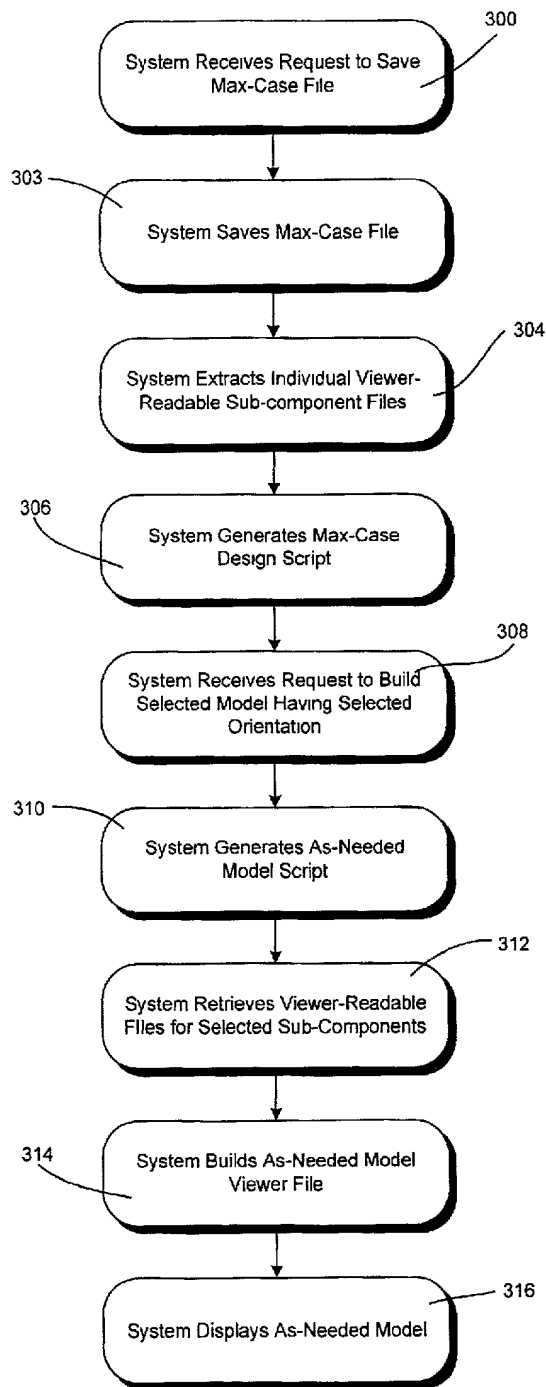 300
System Receives Request to Save
Max-Case File
303
System Saves Max-Case File
304
System Extracts Individual Viewer-
Readable Sub-component Files
306
System Generates Max-Case
Design Script
308
System Receives Request to Build
Selected Model Having Selected
Orientation
310
System Generates As-Needed
Model Script
312
System Retrieves Viewer-Readable
Files for Selected Sub-Components
314
System Builds As-Needed Model
Viewer File
316
System Displays As-Needed Model